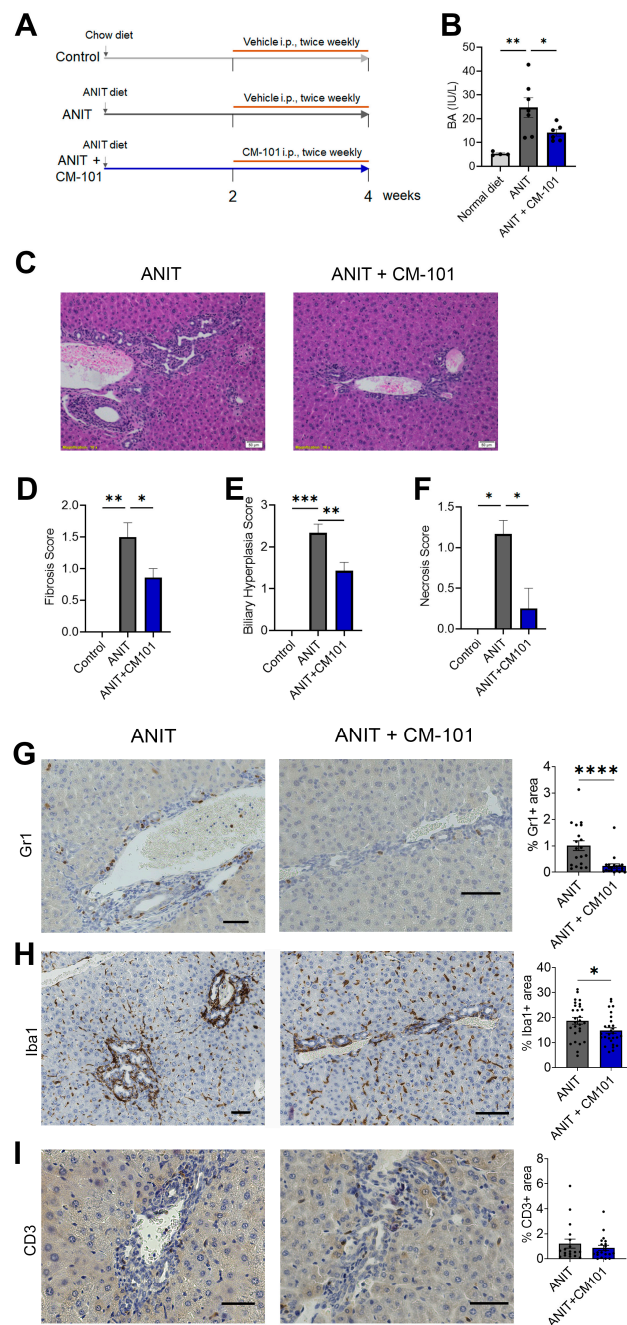 A
Chow diet
Control
Vehicle i.p., twice weekly
ANIT diet
ANIT
Vehicle i.p., twice weekly
ANIT diet
ANIT +
CM-101
CM-101 i.p., twice weekly
2
4
weeks
B
BA (IU/L)
50
40
30
20
10
0
**
*
Normal diet
ANIT
ANIT + CM-101
C
ANIT
ANIT + CM-101
50 µm
50 µm
D
Fibrosis Score
2.0
1.5
1.0
0.5
0.0
**
*
Control
ANIT
ANIT+CM101
E
Biliary Hyperplasia Score
3
2
1
0
***
**
Control
ANIT
ANIT+CM101
F
Necrosis Score
1.5
1.0
0.5
0.0
*
*
Control
ANIT
ANIT+CM101
ANIT
ANIT + CM-101
G
Gr1
% Gr1+ area
4
3
2
1
0
****
ANIT
ANIT + CM101
H
Iba1
% Iba1+ area
40
30
20
10
0
*
ANIT
ANIT + CM101
I
CD3
% CD3+ area
8
6
4
2
0
ANIT
ANIT+CM101